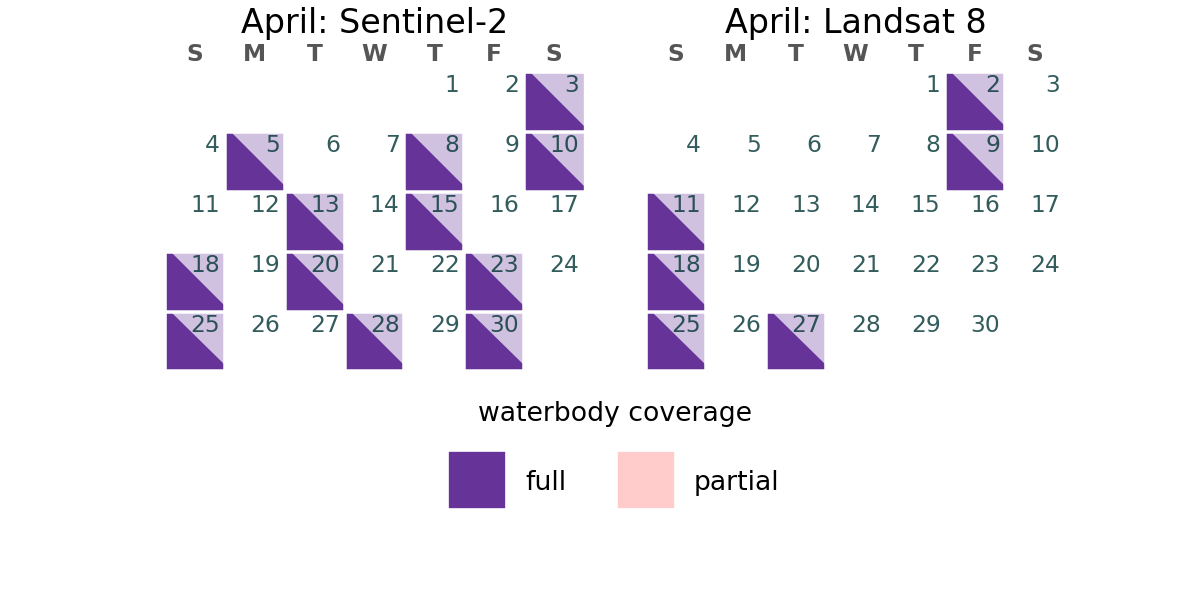 April: Sentinel-2
S M T W T F S
1 2 3
4 5 6 7 8 9 10
11 12 13 14 15 16 17
18 19 20 21 22 23 24
25 26 27 28 29 30
April: Landsat 8
S M T W T F S
1 2 3
4 5 6 7 8 9 10
11 12 13 14 15 16 17
18 19 20 21 22 23 24
25 26 27 28 29 30
waterbody coverage
full partial